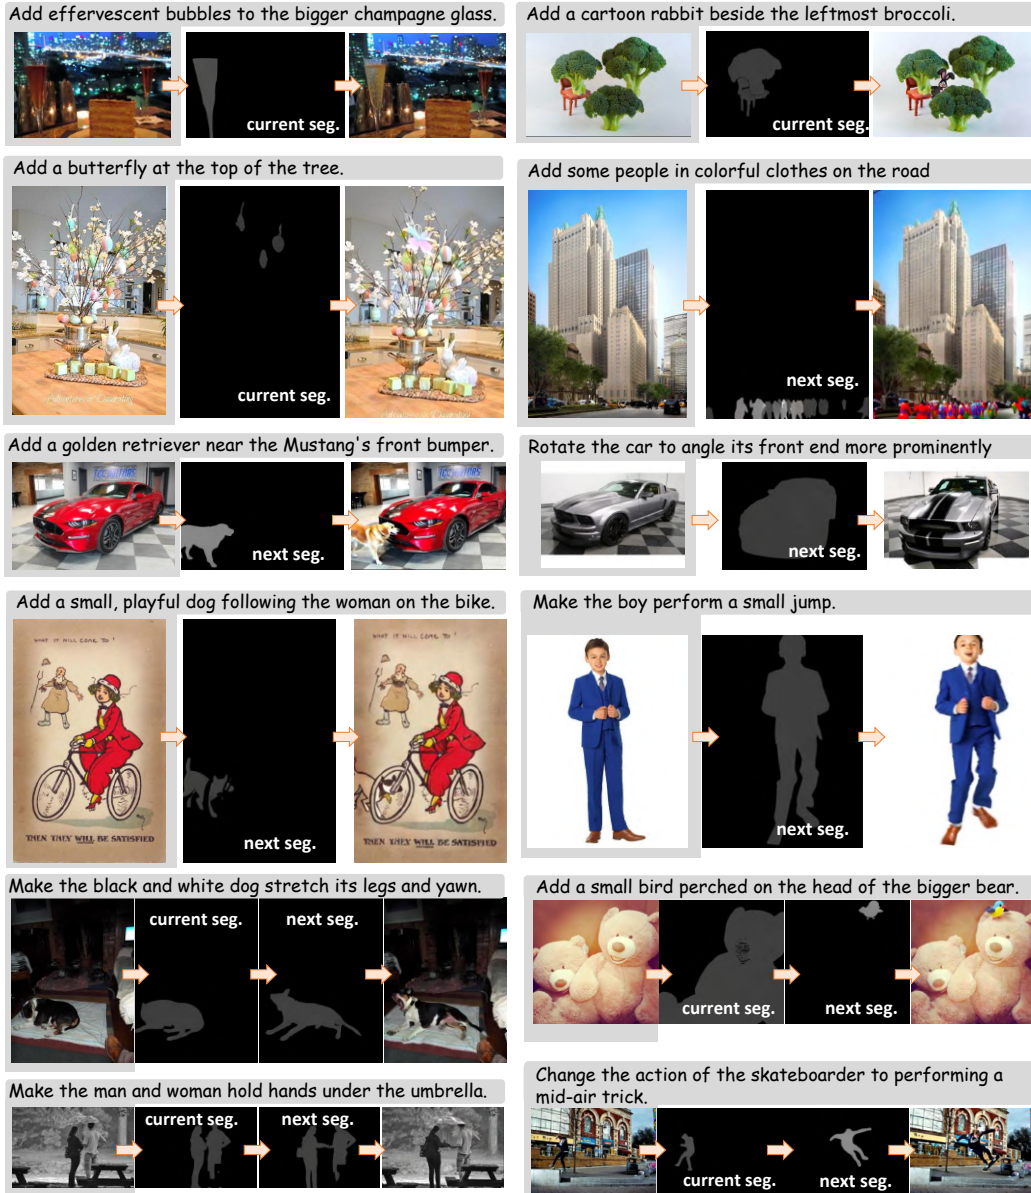 Add effervescent bubbles to the bigger champagne glass.
current seg.
Add a cartoon rabbit beside the leftmost broccoli.
current seg.
Add a butterfly at the top of the tree.
current seg.
Add some people in colorful clothes on the road
next seg.
Add a golden retriever near the Mustang's front bumper.
next seg.
Rotate the car to angle its front end more prominently
next seg.
Add a small, playful dog following the woman on the bike.
WHAT IT WILL COME TO!
THEN THEY WILL BE SATISFIED
next seg.
WHAT IT WILL COME TO!
THEN THEY WILL BE SATISFIED
Make the boy perform a small jump.
next seg.
Make the black and white dog stretch its legs and yawn.
current seg.
next seg.
Add a small bird perched on the head of the bigger bear.
current seg.
next seg.
Make the man and woman hold hands under the umbrella.
current seg.
next seg.
Change the action of the skateboarder to performing a
mid-air trick.
current seg.
next seg.